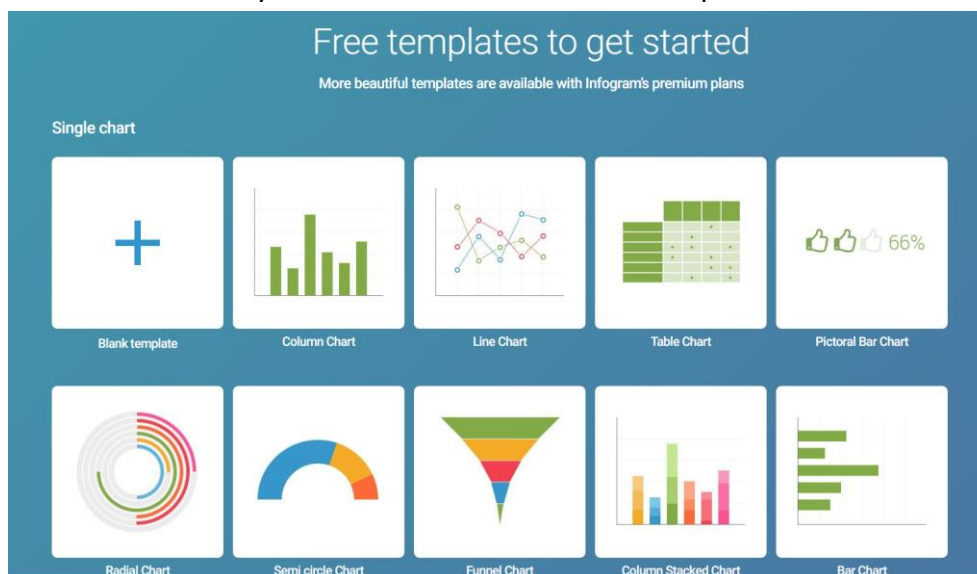 Free templates to get started
More beautiful templates are available with Infogram's premium plans
Single chart
66%
Blank template
Column Chart
Line Chart
Table Chart
Pictoral Bar Chart
Radial Chart
Semi circle Chart
Funnel Chart
Column Stacked Chart
Bar Chart